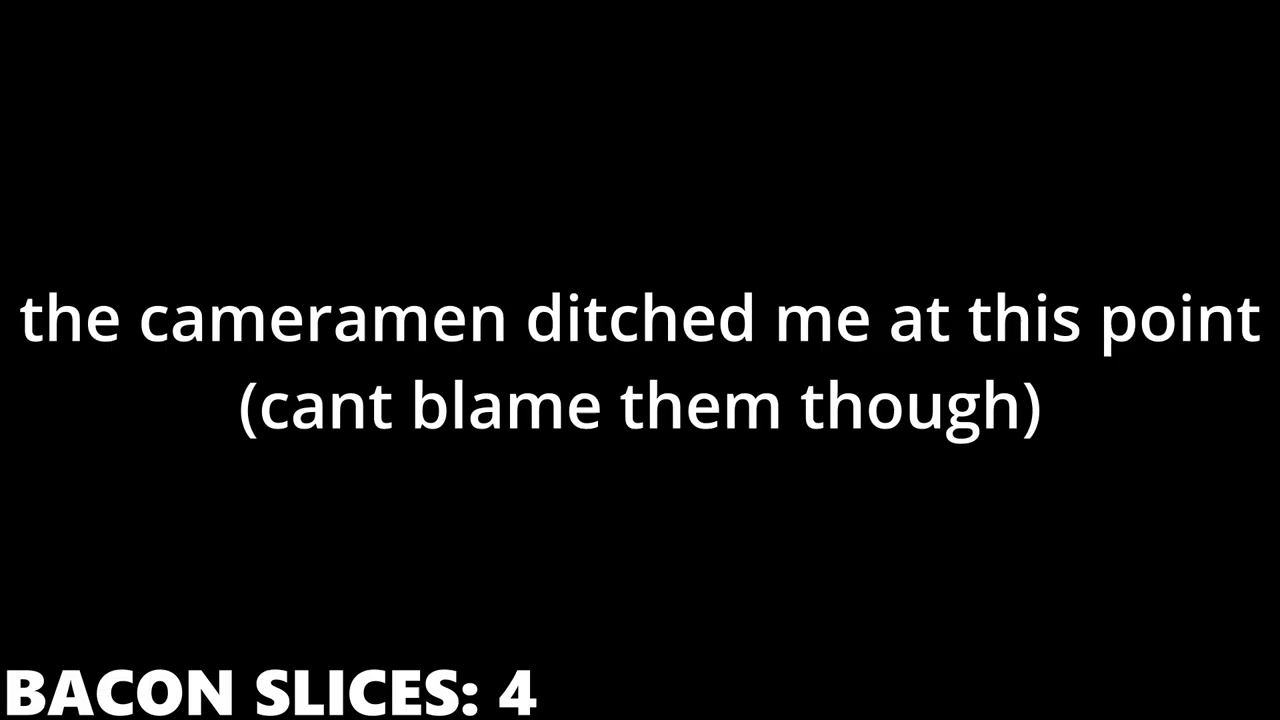 the cameramen ditched me at this point
(cant blame them though)
BACON SLICES: 4